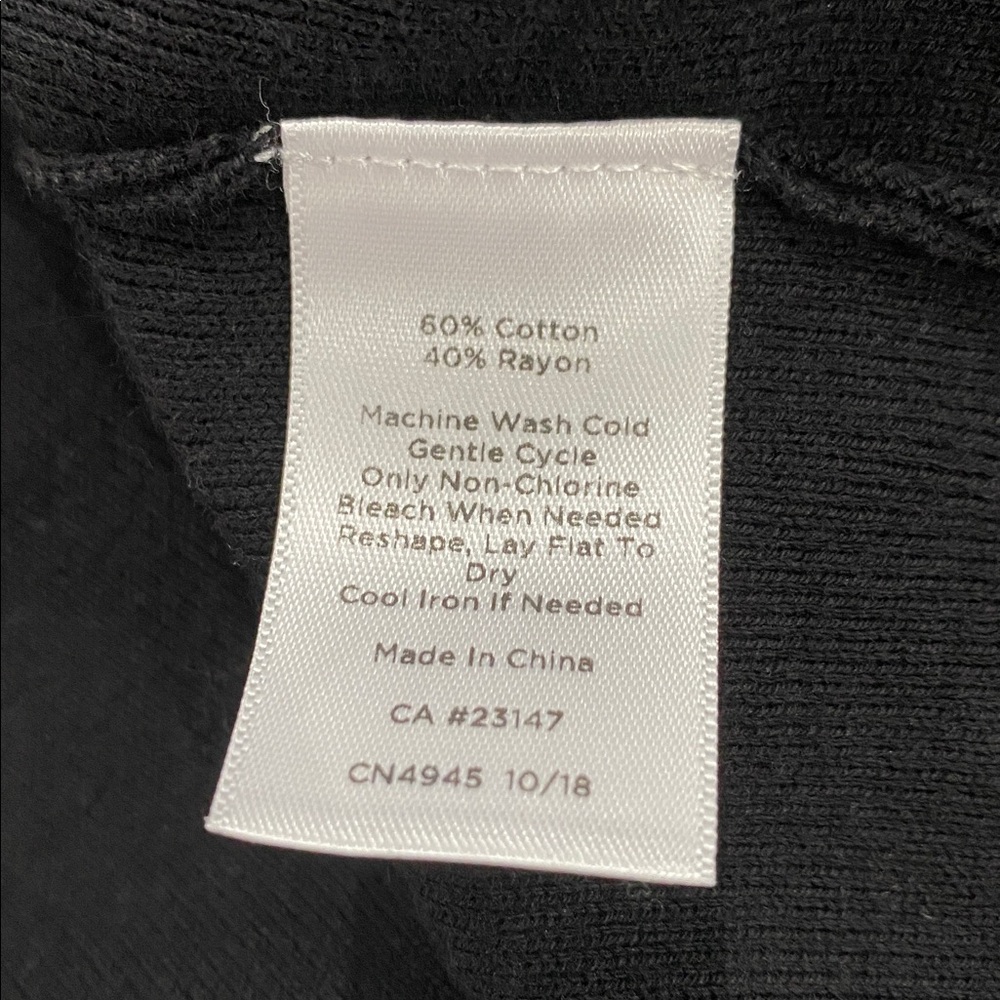 60% Cotton
40% Rayon
Machine Wash Cold
Gentle Cycle
Only Non-Chlorine
Bleach When Needed
Reshape, Lay Flat To
Dry
Cool Iron If Needed
Made In China
CA #23147
CN4945 10/18